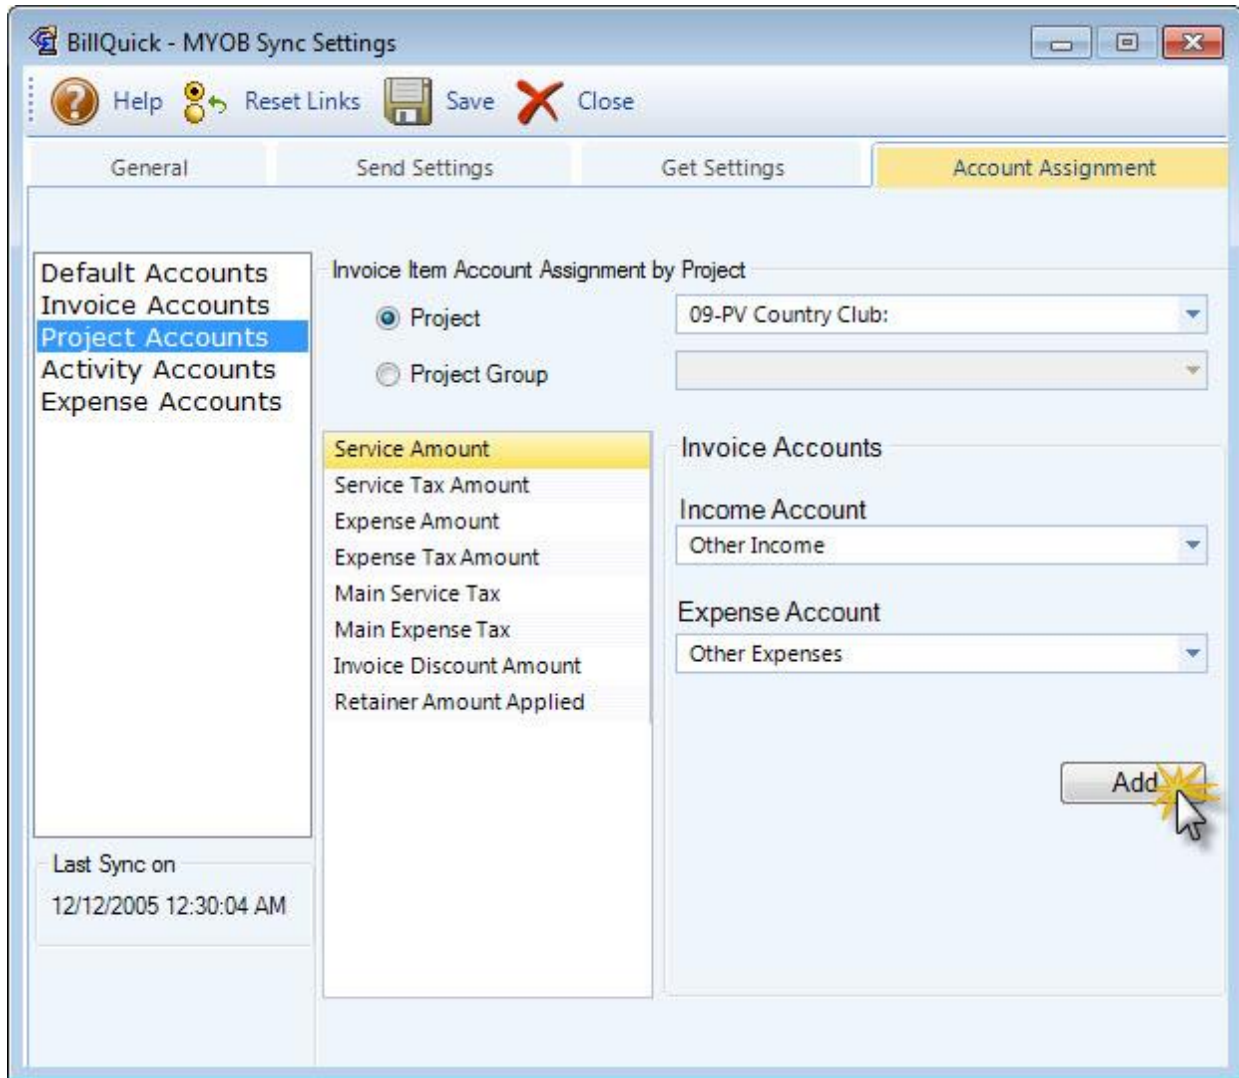 BillQuick - MYOB Sync Settings
Help Reset Links Save Close
General Send Settings Get Settings Account Assignment
Default Accounts
Invoice Accounts
Project Accounts
Activity Accounts
Expense Accounts
Invoice Item Account Assignment by Project
Project 09-PV Country Club:
Project Group
Service Amount
Service Tax Amount
Expense Amount
Expense Tax Amount
Main Service Tax
Main Expense Tax
Invoice Discount Amount
Retainer Amount Applied
Invoice Accounts
Income Account
Other Income
Expense Account
Other Expenses
Add
Last Sync on
12/12/2005 12:30:04 AM